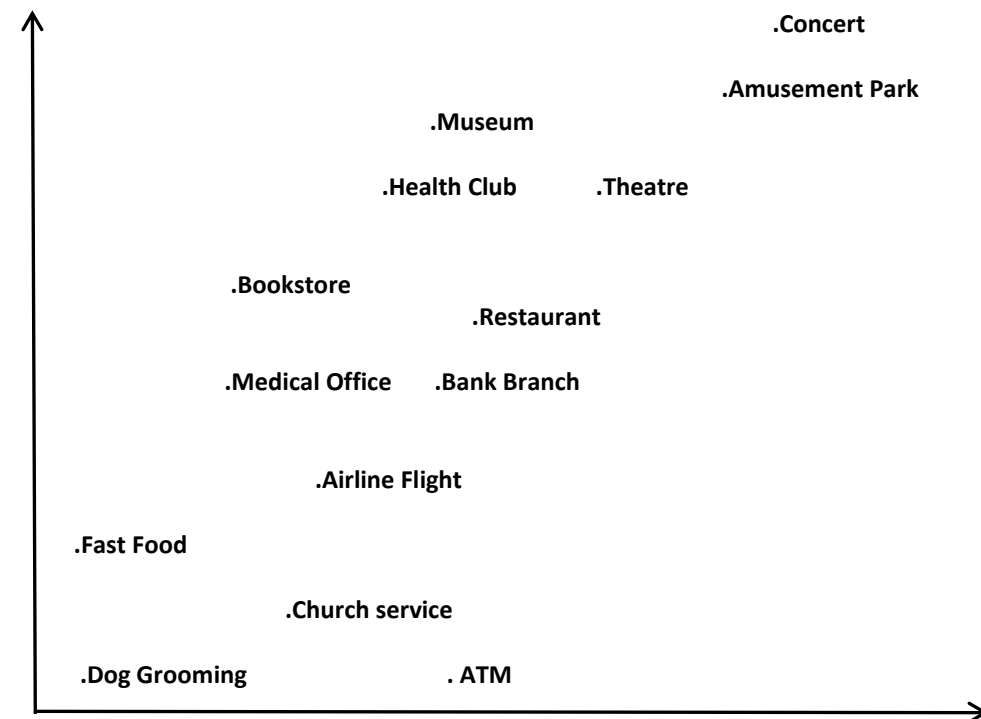 .Concert
.Amusement Park
.Museum
.Health Club .Theatre
.Bookstore
.Restaurant
.Medical Office .Bank Branch
.Airline Flight
.Fast Food
.Church service
.Dog Grooming . ATM